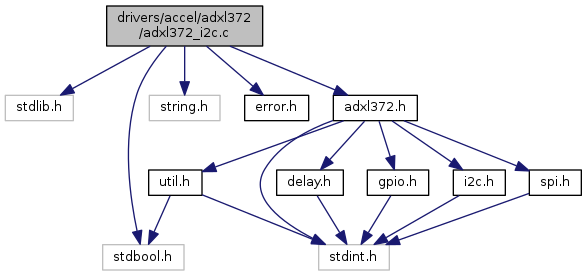 drivers/accel/adxl372
/adxl372_i2c.c
stdlib.h
string.h
error.h
adxl372.h
util.h
delay.h
gpio.h
i2c.h
spi.h
stdbool.h
stdint.h